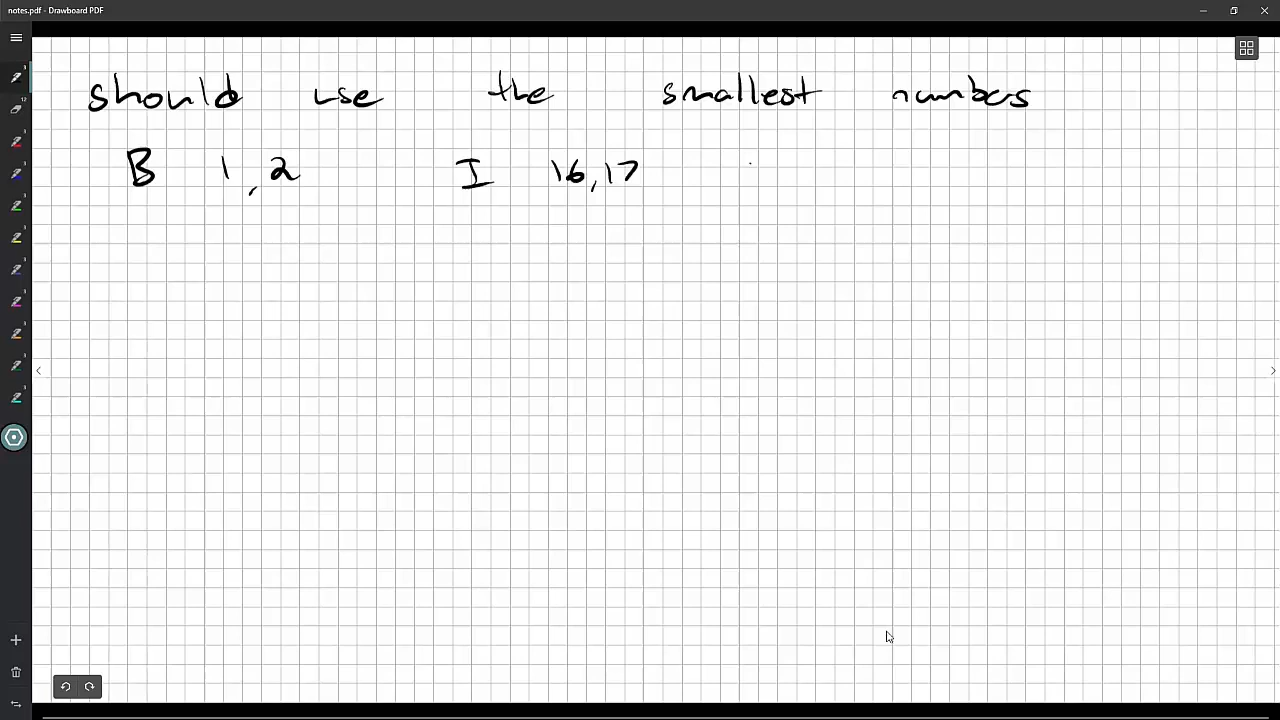 notes.pdf - Drawboard PDF
should use the smallest numbers
B 1, 2 I 16, 17